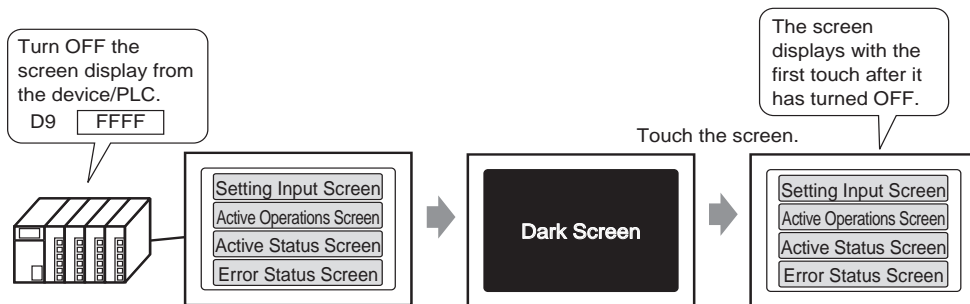 Turn OFF the
screen display from
the device/PLC.
D9 FFFF
The screen
displays with the
first touch after it
has turned OFF.
Touch the screen.
Setting Input Screen
Active Operations Screen
Active Status Screen
Error Status Screen
Dark Screen
Setting Input Screen
Active Operations Screen
Active Status Screen
Error Status Screen